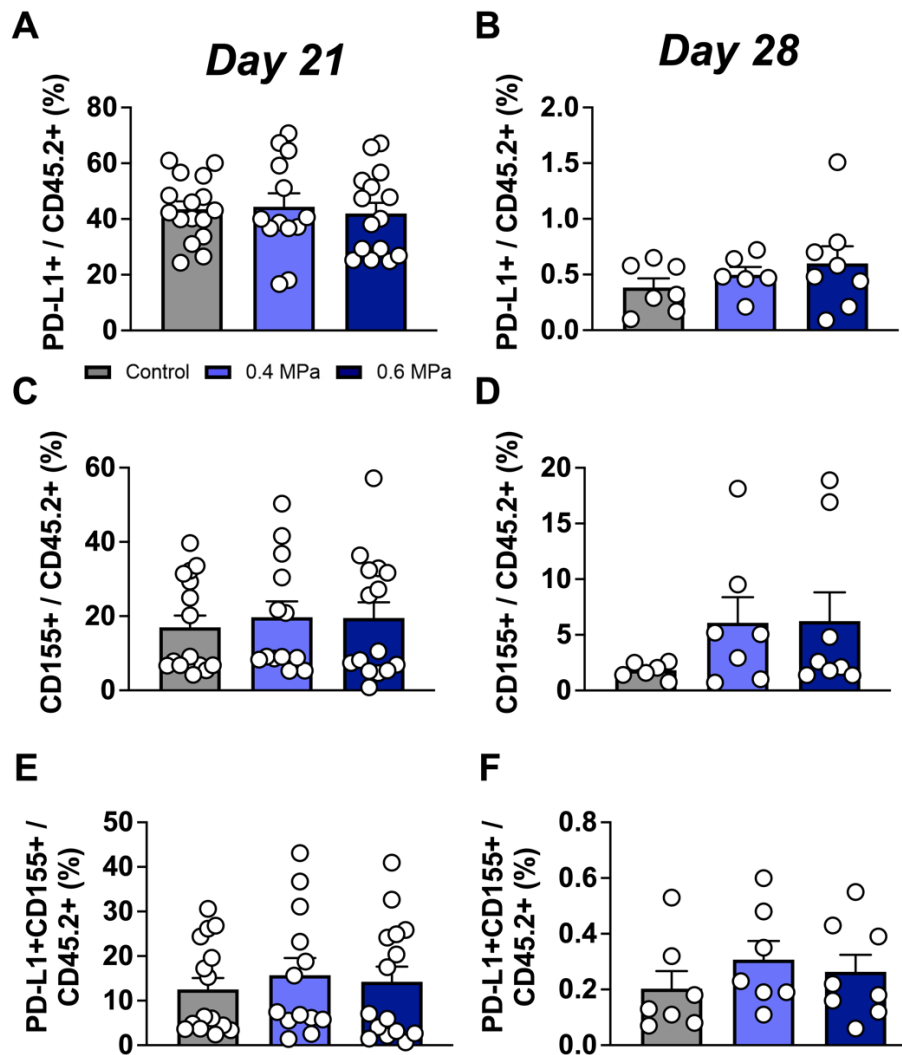 A
Day 21
PD-L1+ / CD45.2+ (%)
80
60
40
20
0
B
Day 28
PD-L1+ / CD45.2+ (%)
2.0
1.5
1.0
0.5
0.0
Control 0.4 MPa 0.6 MPa
C
CD155+ / CD45.2+ (%)
60
40
20
0
D
CD155+ / CD45.2+ (%)
20
15
10
5
0
E
PD-L1+CD155+ /
CD45.2+ (%)
50
40
30
20
10
0
F
PD-L1+CD155+ /
CD45.2+ (%)
0.8
0.6
0.4
0.2
0.0